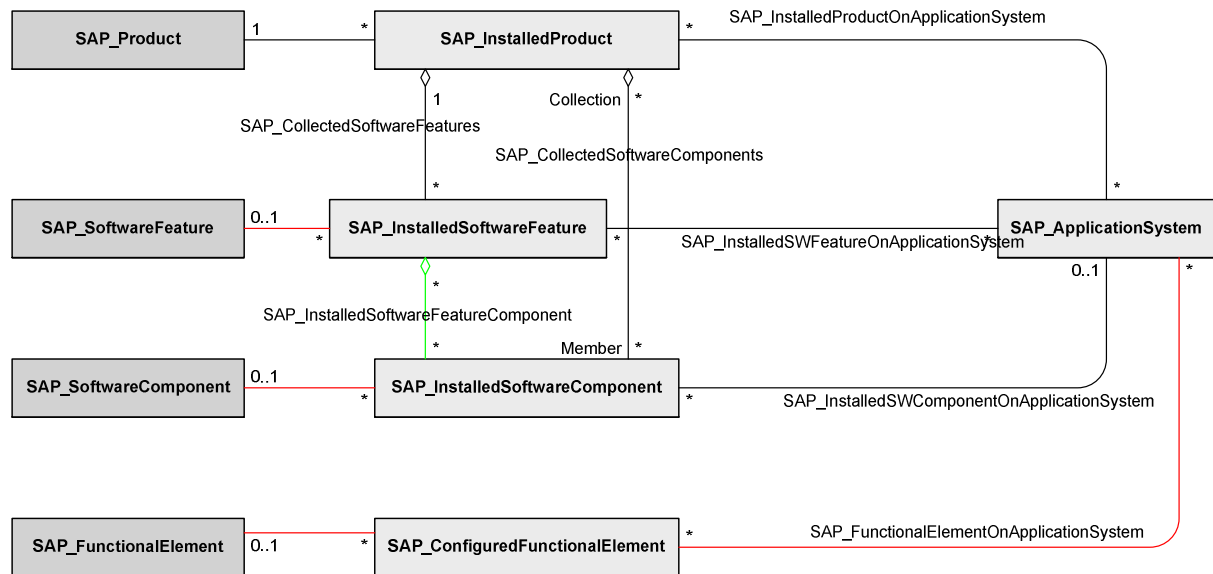 SAP_InstalledProductOnApplicationSystem
SAP_Product
1
*
SAP_InstalledProduct
*
1
Collection
*
SAP_CollectedSoftwareFeatures
SAP_CollectedSoftwareComponents
*
*
SAP_SoftwareFeature
0..1
*
SAP_InstalledSoftwareFeature
*
SAP_InstalledSWFeatureOnApplicationSystem
*
SAP_ApplicationSystem
*
0..1
*
SAP_InstalledSoftwareFeatureComponent
*
Member
*
SAP_SoftwareComponent
0..1
*
SAP_InstalledSoftwareComponent
*
SAP_InstalledSWComponentOnApplicationSystem
SAP_FunctionalElement
0..1
*
SAP_ConfiguredFunctionalElement
*
SAP_FunctionalElementOnApplicationSystem